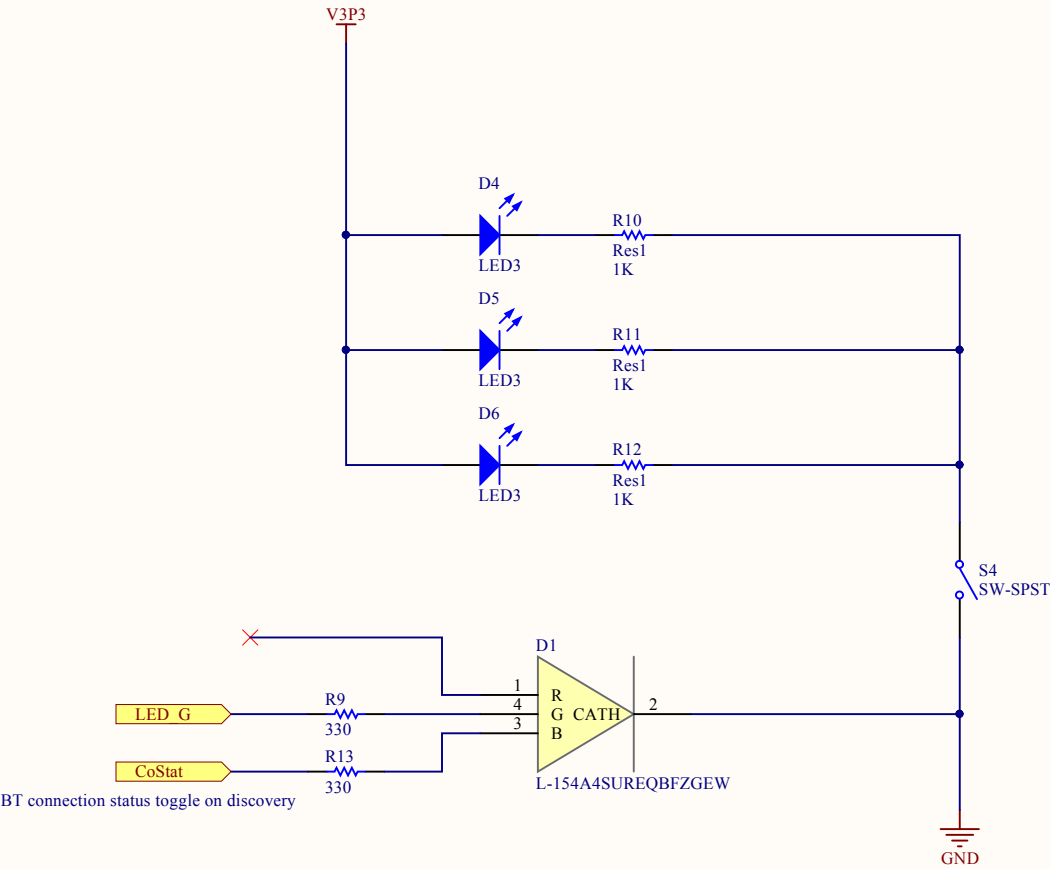 V3P3
D4
LED3
R10
Res1
1K
D5
LED3
R11
Res1
1K
D6
LED3
R12
Res1
1K
S4
SW-SPST
D1
1
R
4
G
CATH
3
B
2
L-154A4SUREQBFZGEW
LED_G
R9
330
CoStat
R13
330
BT connection status toggle on discovery
GND